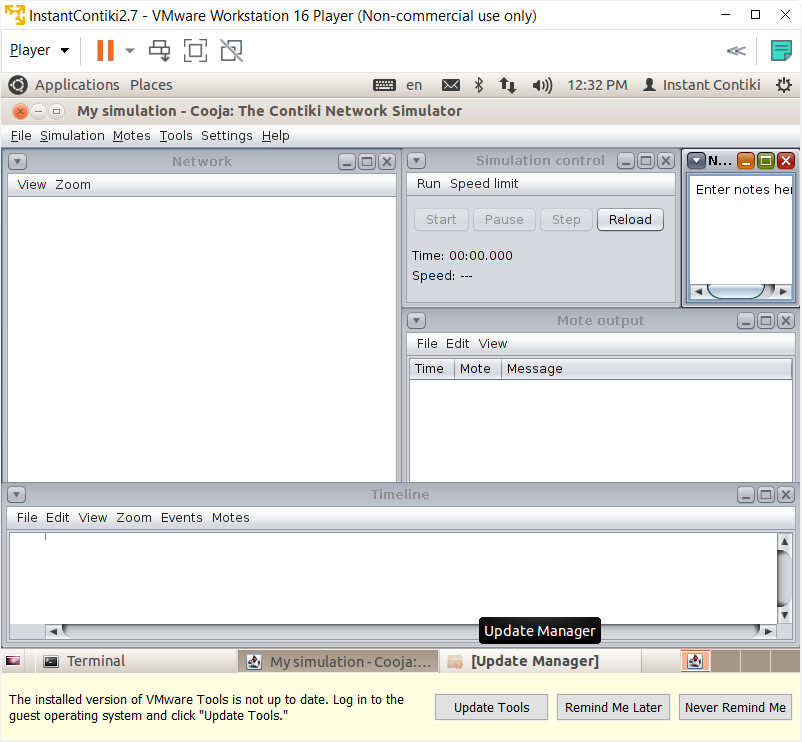 InstantContiki2.7 - VMware Workstation 16 Player (Non-commercial use only)
Player
Applications Places en 12:32 PM Instant Contiki
My simulation - Cooja: The Contiki Network Simulator
File Simulation Motes Tools Settings Help
Network
View Zoom
Simulation control
Run Speed limit
Start Pause Step Reload
Time: 00:00.000
Speed: ---
N...
Enter notes her
Mote output
File Edit View
Time Mote Message
Timeline
File Edit View Zoom Events Motes
Update Manager
Terminal My simulation - Cooja:... [Update Manager]
The installed version of VMware Tools is not up to date. Log in to the
guest operating system and click "Update Tools."
Update Tools Remind Me Later Never Remind Me